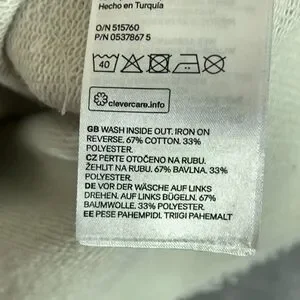 Hecho en Turquía
O/N 515760
P/N 0537867 5
40
clevercare.info
GB WASH INSIDE OUT. IRON ON
REVERSE. 67% COTTON. 33%
POLYESTER.
CZ PERTE OTOČENO NA RUBU.
ŽEHLIT NA RUBU. 67% BAVLNA. 33%
POLYESTER.
DE VOR DER WÄSCHE AUF LINKS
DREHEN. AUF LINKS BÜGELN. 67%
BAUMWOLLE. 33% POLYESTER.
EE PESE PAHEMPIDI. TRIIGI PAHEMALT